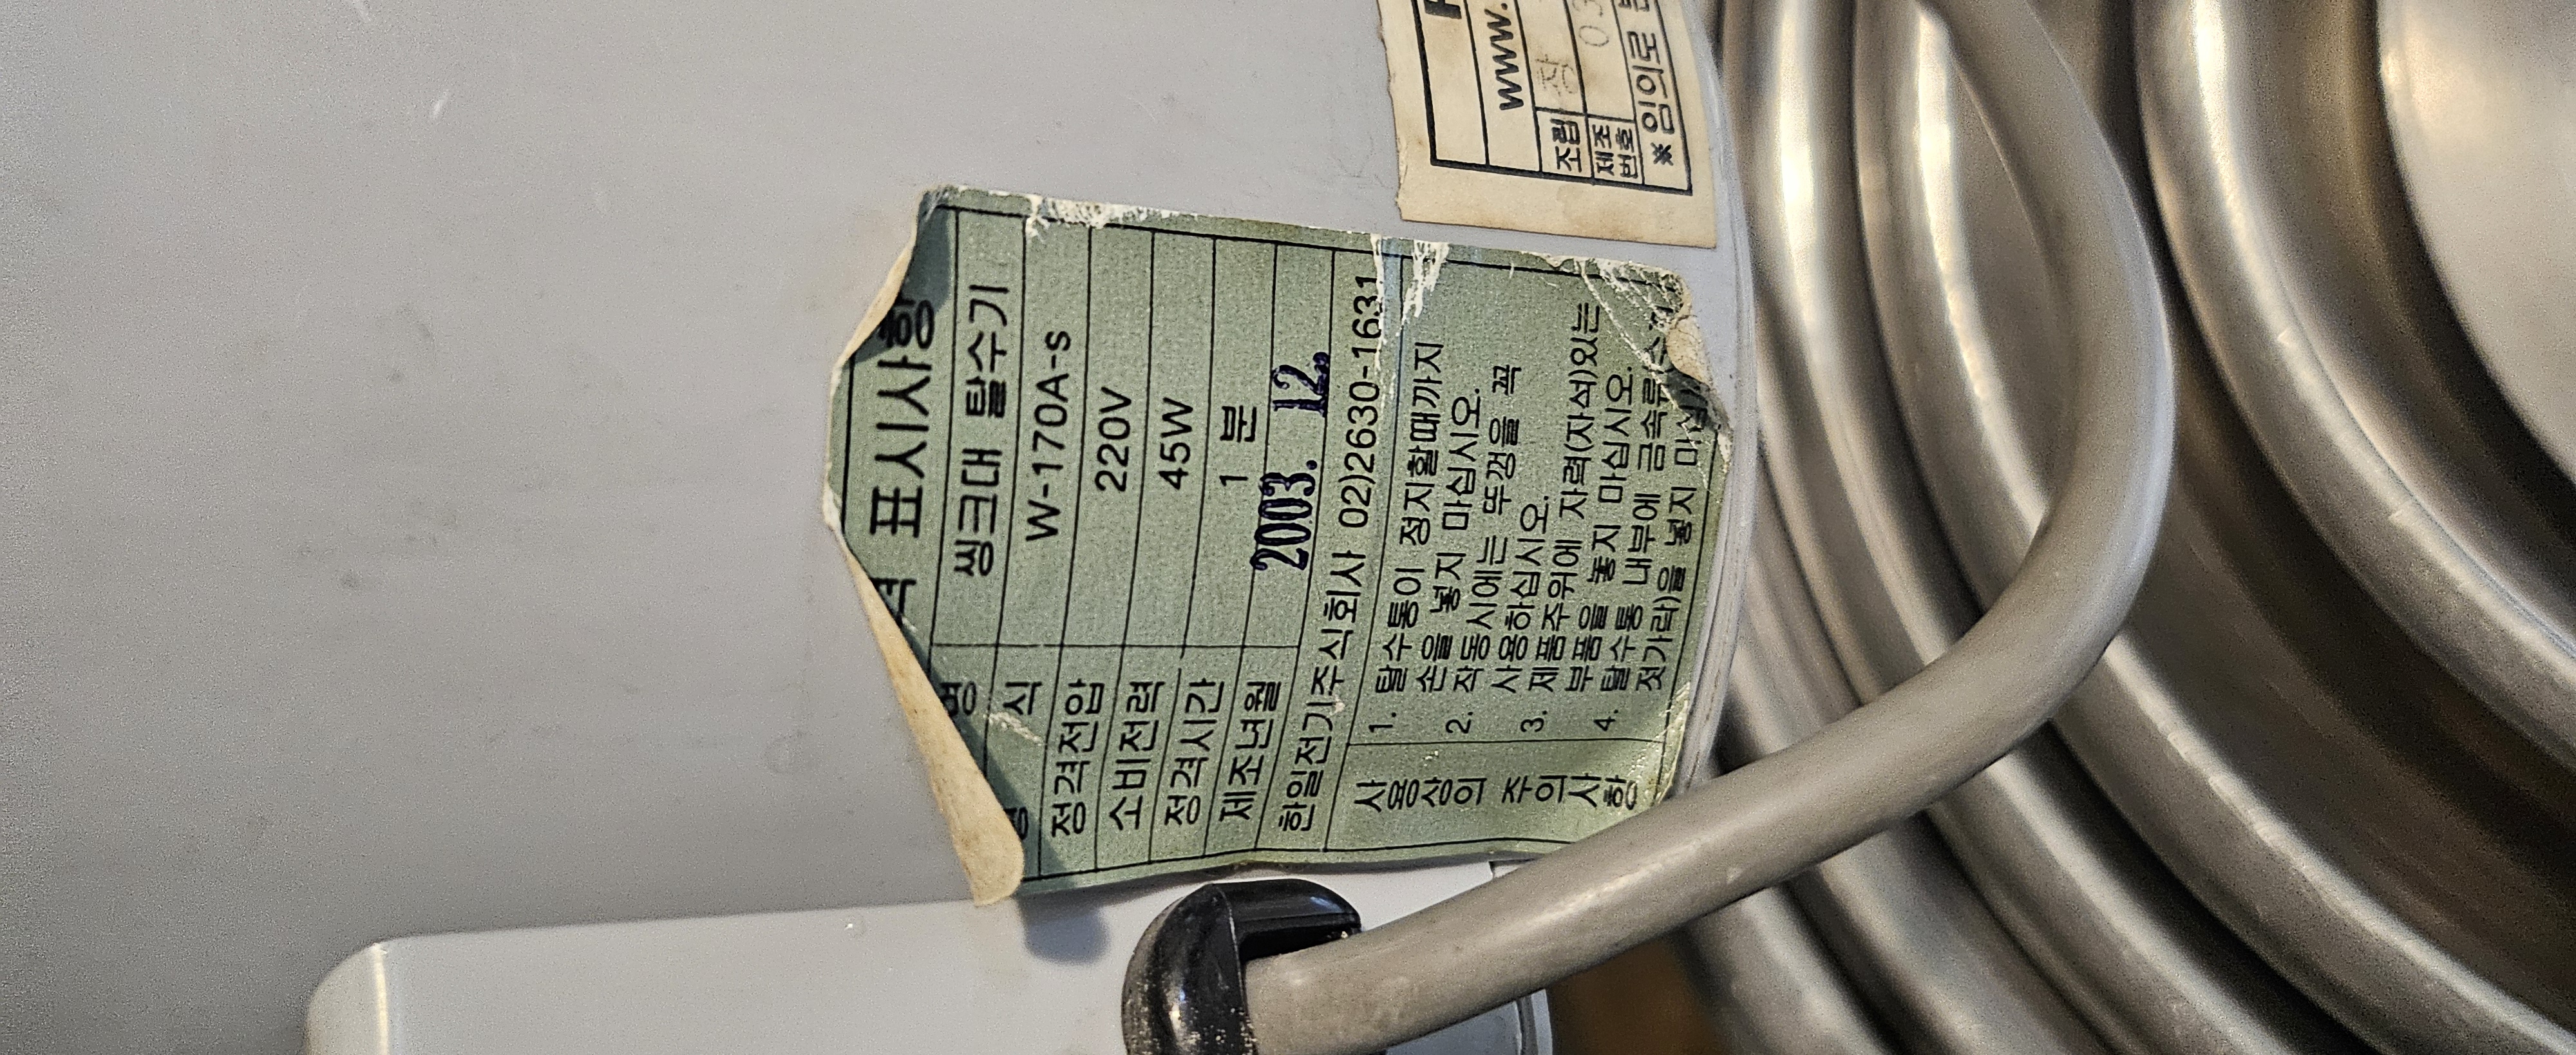 표시사항
씽크대 탈수기
식 W-170A-s
정격전압 220V
소비전력 45W
정격시간 1 분
제조년월 2003. 12.
한일전기주식회사 02)2630-1631
사용상의 주의사항
1. 탈수통이 정지할때까지
손을 넣지 마십시오.
2. 작동시에는 뚜껑을 꼭
사용하십시오.
3. 제품주위에 자력(자석)있는
부품을 놓지 마십시오.
4. 탈수통 내부에 금속류
젓가락)을 넣지
www.
조립
제조
번호 03
※임의로